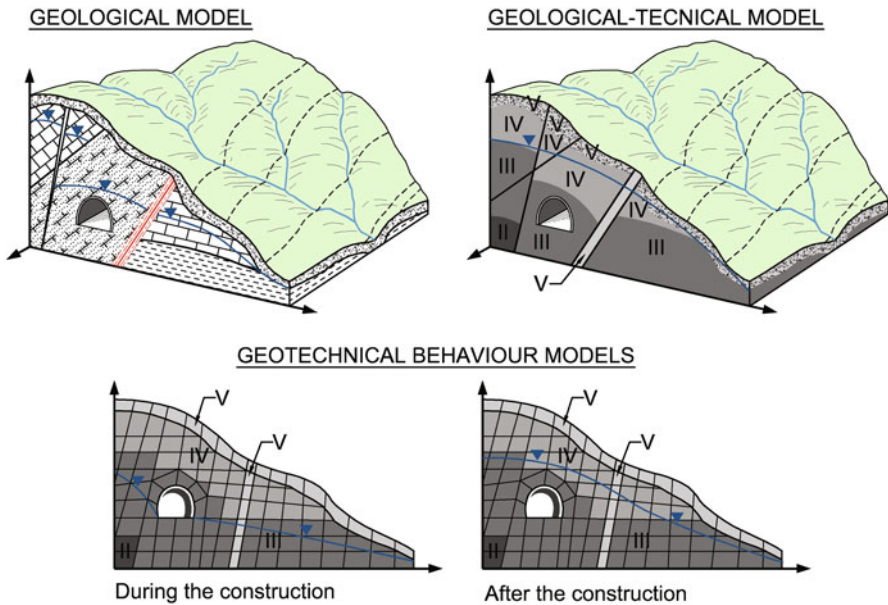 GEOLOGICAL MODEL
GEOLOGICAL-TECNICAL MODEL
V
IV
V
IV
V
III
IV
IV
II
III
III
V
GEOTECHNICAL BEHAVIOUR MODELS
V
V
IV
II
III
V
V
IV
II
III
During the construction
After the construction